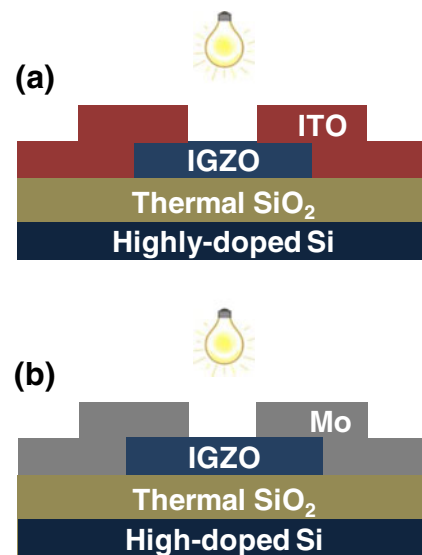 (a)
ITO
IGZO
Thermal SiO₂
Highly-doped Si
(b)
Mo
IGZO
Thermal SiO₂
High-doped Si